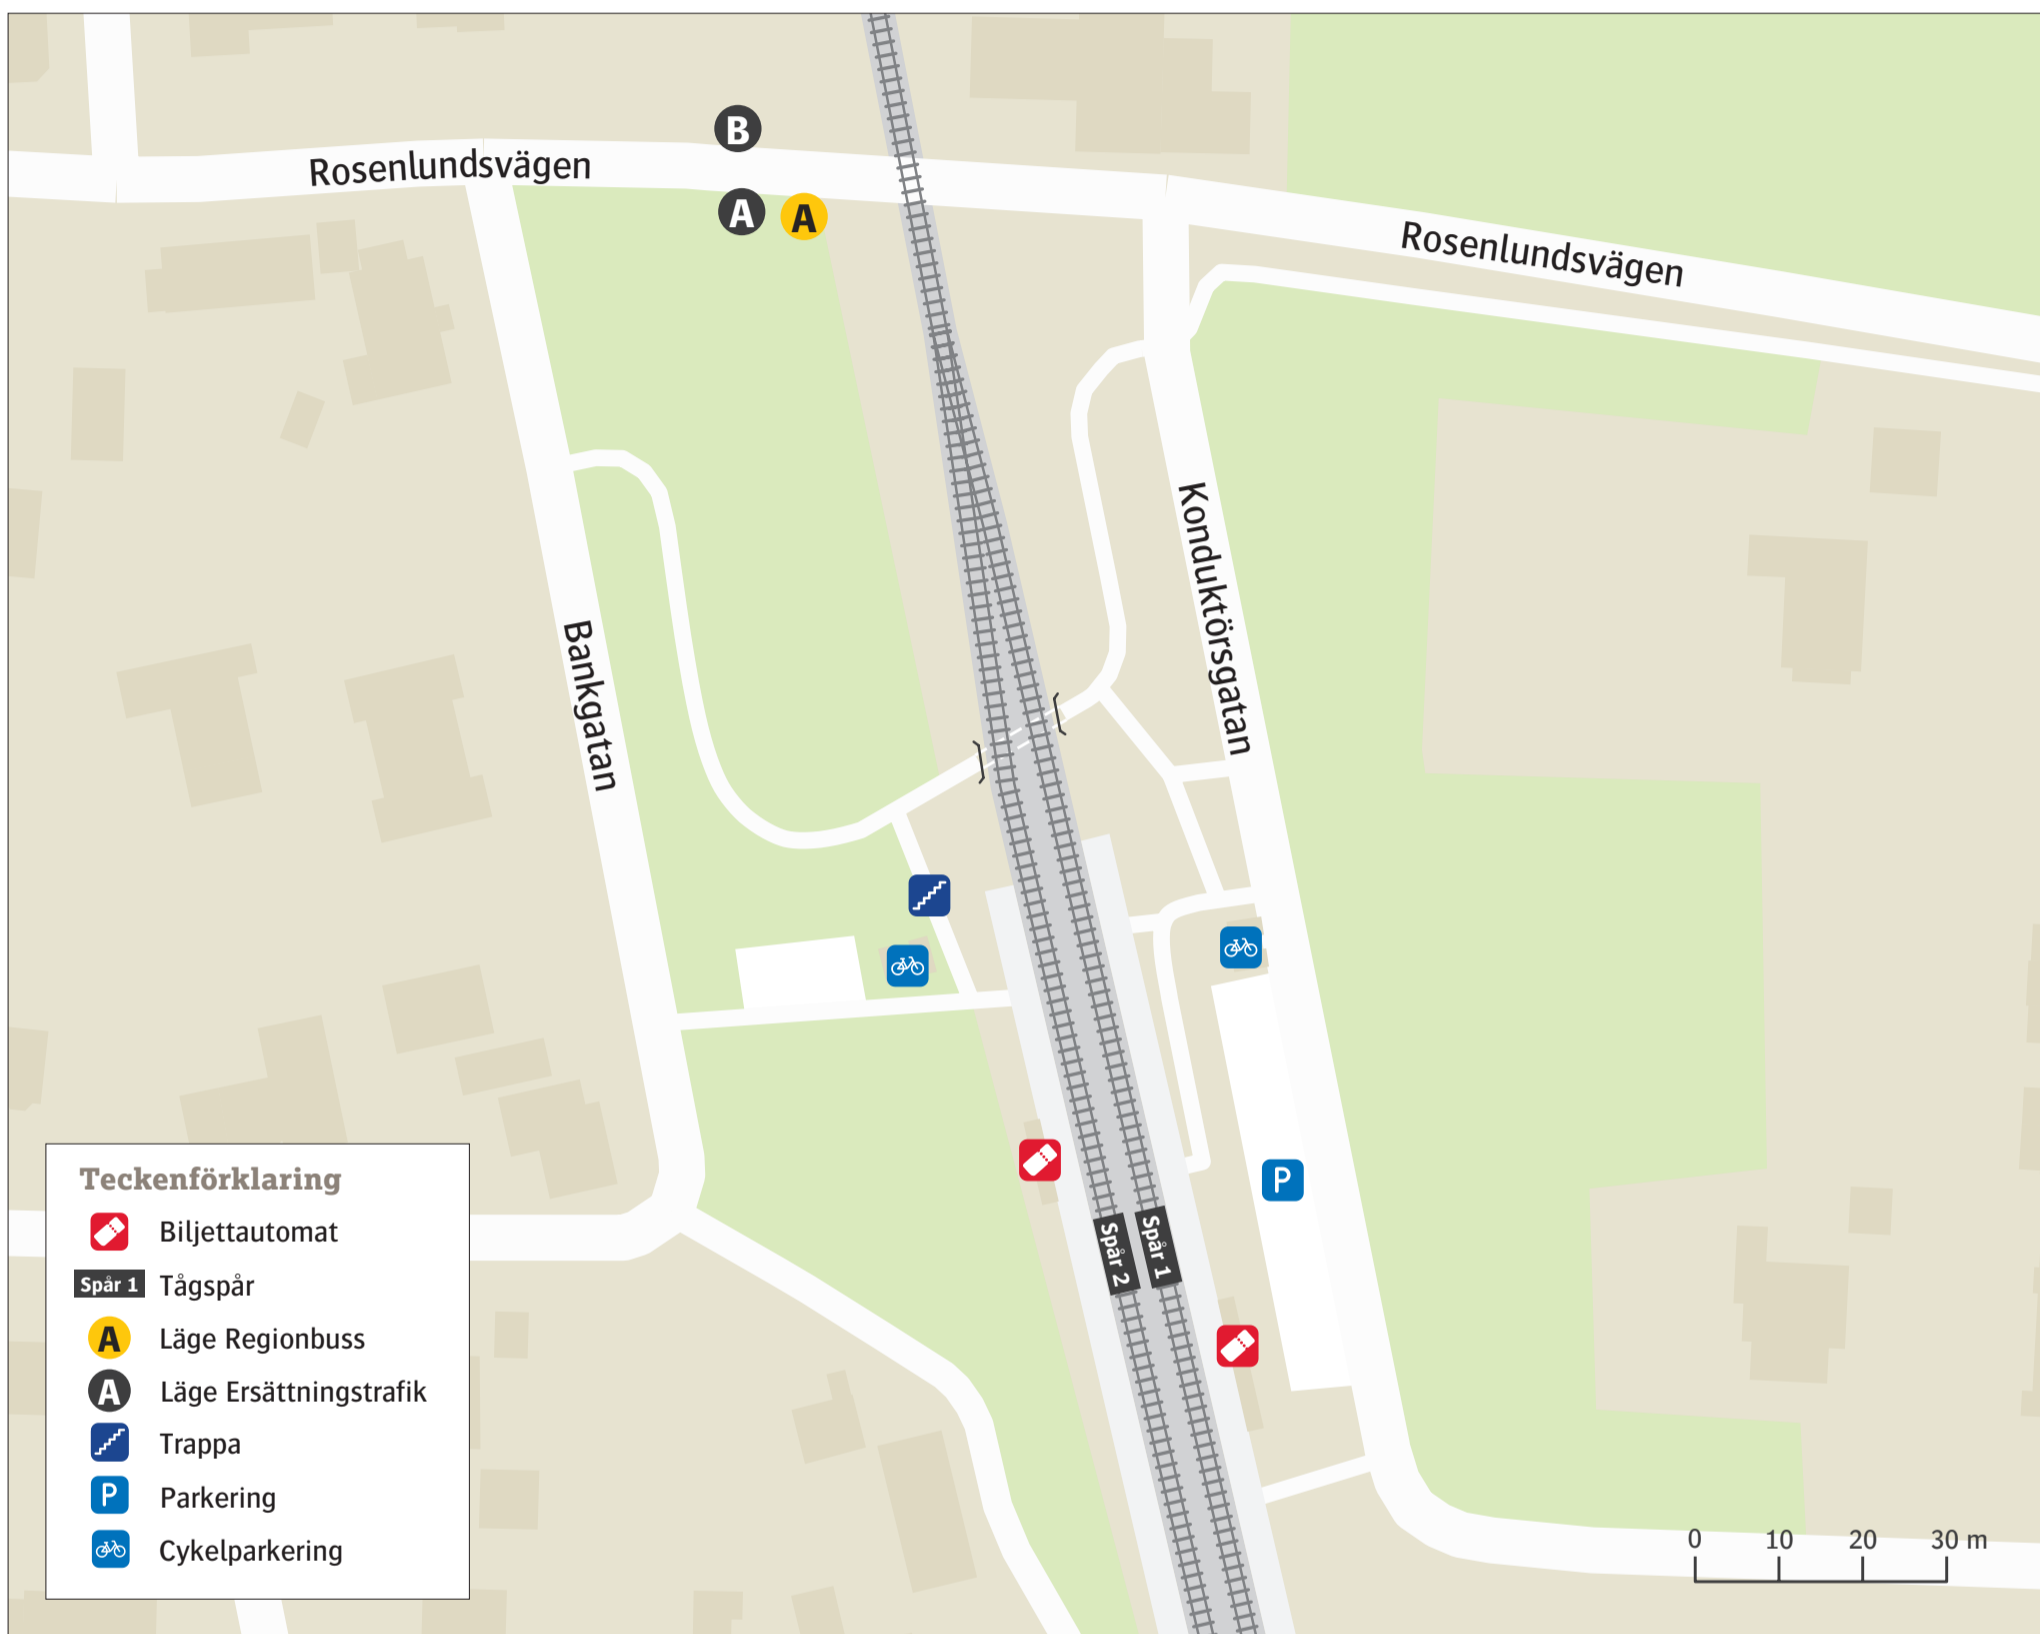 B
Rosenlundsvägen
A
A
Rosenlundsvägen
Konduktörsgatan
Bankgatan
P
Spår 2
Spår 1
Teckenförklaring
Biljettautomat
Spår 1 Tågspår
A Läge Regionbuss
A Läge Ersättningstrafik
Trappa
P Parkering
Cykelparkering
0 10 20 30 m